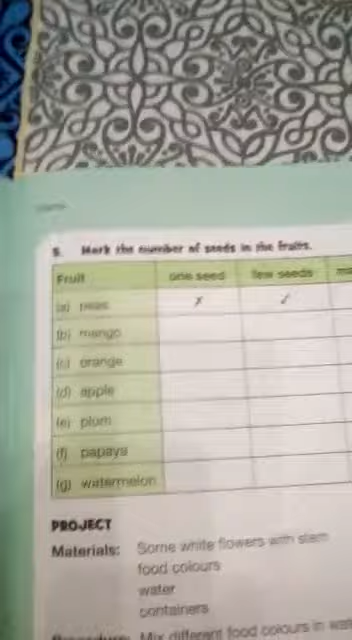 Mark the number of seeds in the fruits.
Fruit one seed few seeds
(a) peas ✗ ✓
(b) mango
(c) orange
(d) apple
(e) plum
(f) papaya
(g) watermelon
PROJECT
Materials: Some white flowers with stem
food colours
water
containers
Procedure: Mix different food colours in